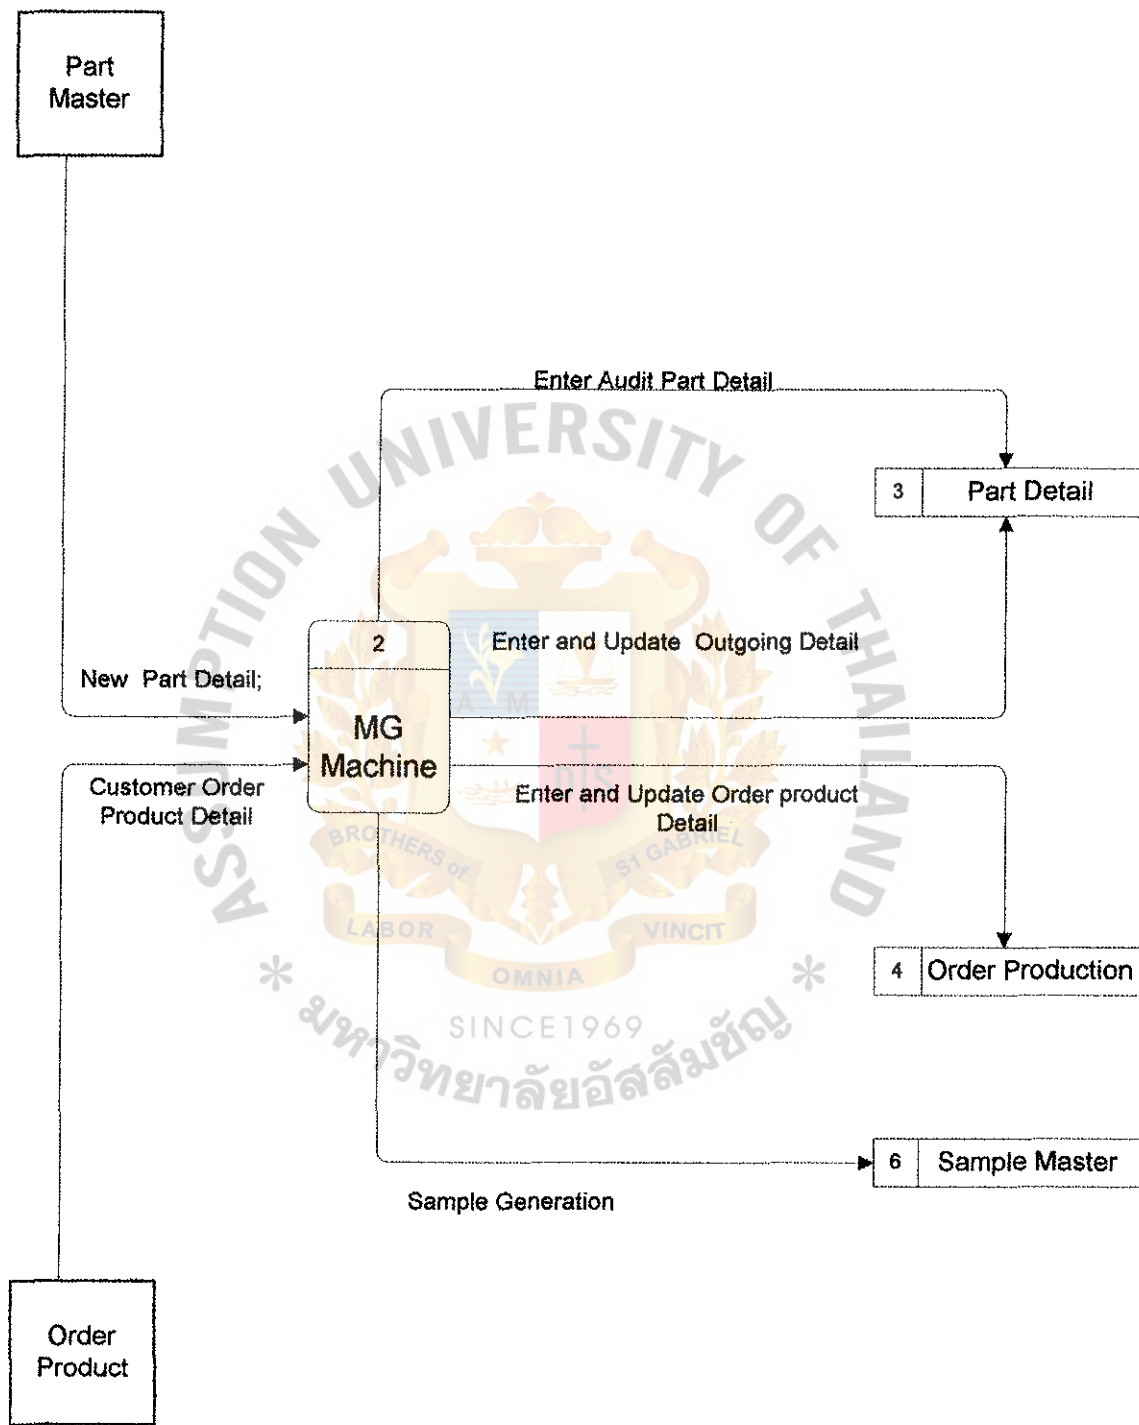 Part
Master
Enter Audit Part Detail
3 Part Detail
2
Enter and Update Outgoing Detail
New Part Detail;
MG
Machine
Customer Order
Product Detail
Enter and Update Order product
Detail
4 Order Production
6 Sample Master
Sample Generation
Order
Product
ASSUMPTION UNIVERSITY OF THAILAND
A M
D S
BROTHERS of
S1 GABRIEL
LABOR
OMNIA
VINCIT
SINCE1969
* มหาวิทยาลัยอัสสัมชัญ *